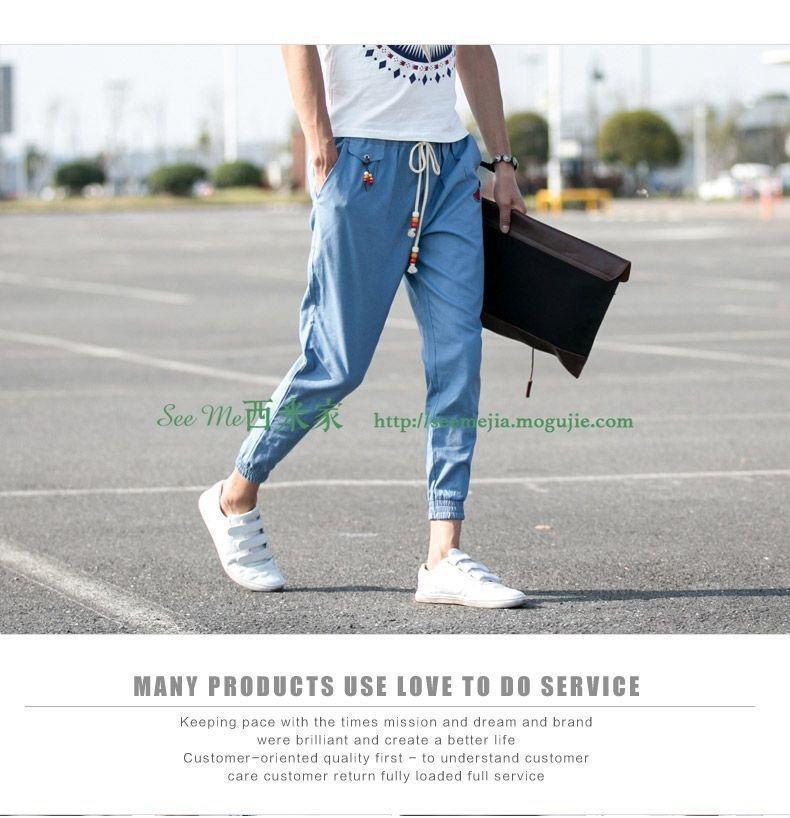 See Me西米家 http://seemejia.mogujie.com
MANY PRODUCTS USE LOVE TO DO SERVICE
Keeping pace with the times mission and dream and brand
were brilliant and create a better life
Customer-oriented quality first - to understand customer
care customer return fully loaded full service